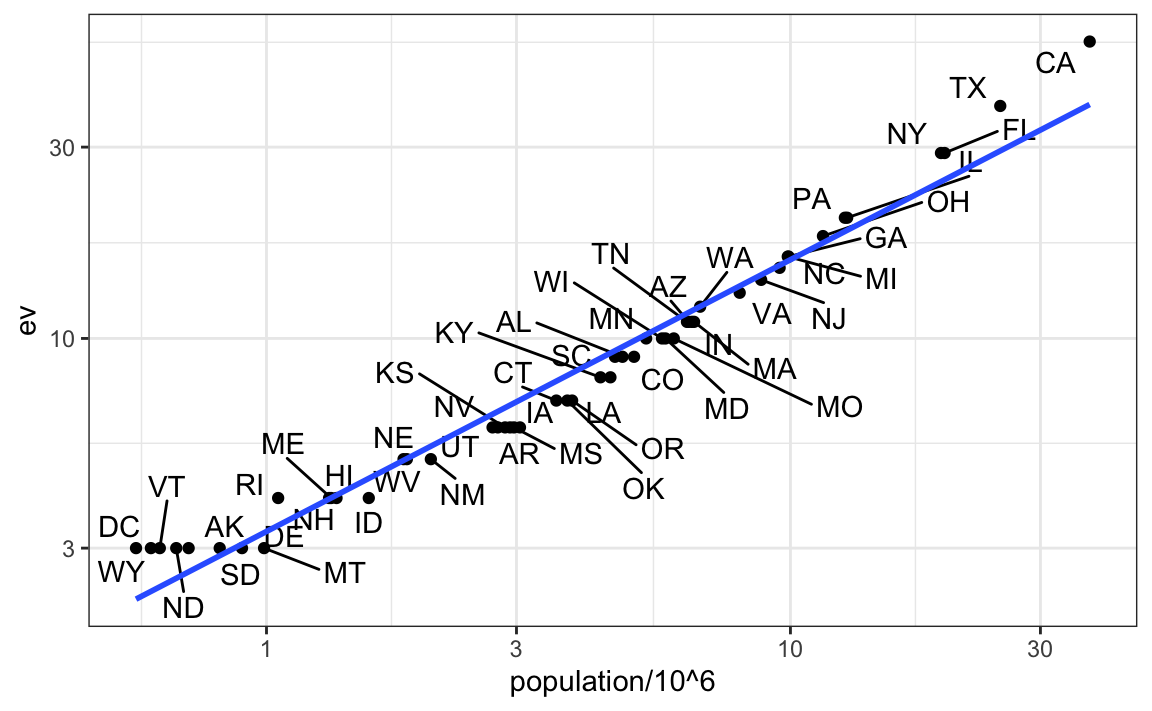 CA
TX
FL
NY
30
IL
PA
OH
GA
TN
WA
NC
MI
WI
AZ
MN
VA
NJ
AL
KY
10
IN
SC
MA
KS
CT
CO
NV
IA
LA
MD
MO
ME
NE
UT
AR
MS
OR
VT
RI
HI
WV
NM
OK
DC
AK
NH
ID
DE
3
WY
SD
MT
ND
ev
1
3
10
30
population/10^6